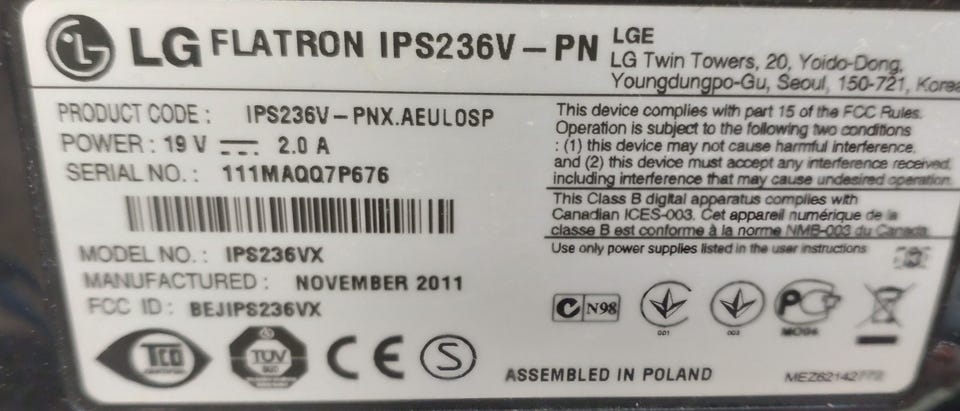 LG FLATRON IPS236V-PN
LGE
LG Twin Towers, 20, Yoido-Dong,
Youngdungpo-Gu, Seoul, 150-721, Korea
PRODUCT CODE : IPS236V-PNX.AEULOSP
POWER : 19 V 2.0 A
SERIAL NO. : 111MAQQ7P676
MODEL NO. : IPS236VX
MANUFACTURED : NOVEMBER 2011
FCC ID : BEJIPS236VX
This device complies with part 15 of the FCC Rules.
Operation is subject to the following two conditions
: (1) this device may not cause harmful interference,
and (2) this device must accept any interference received,
including interference that may cause undesired operation.
This Class B digital apparatus complies with
Canadian ICES-003. Cet appareil numérique de la
classe B est conforme à la norme NMB-003 du Canada.
Use only power supplies listed in the user instructions
C N98
001
002
PC
TCO
TÜV
SÜD
CE
S
ASSEMBLED IN POLAND